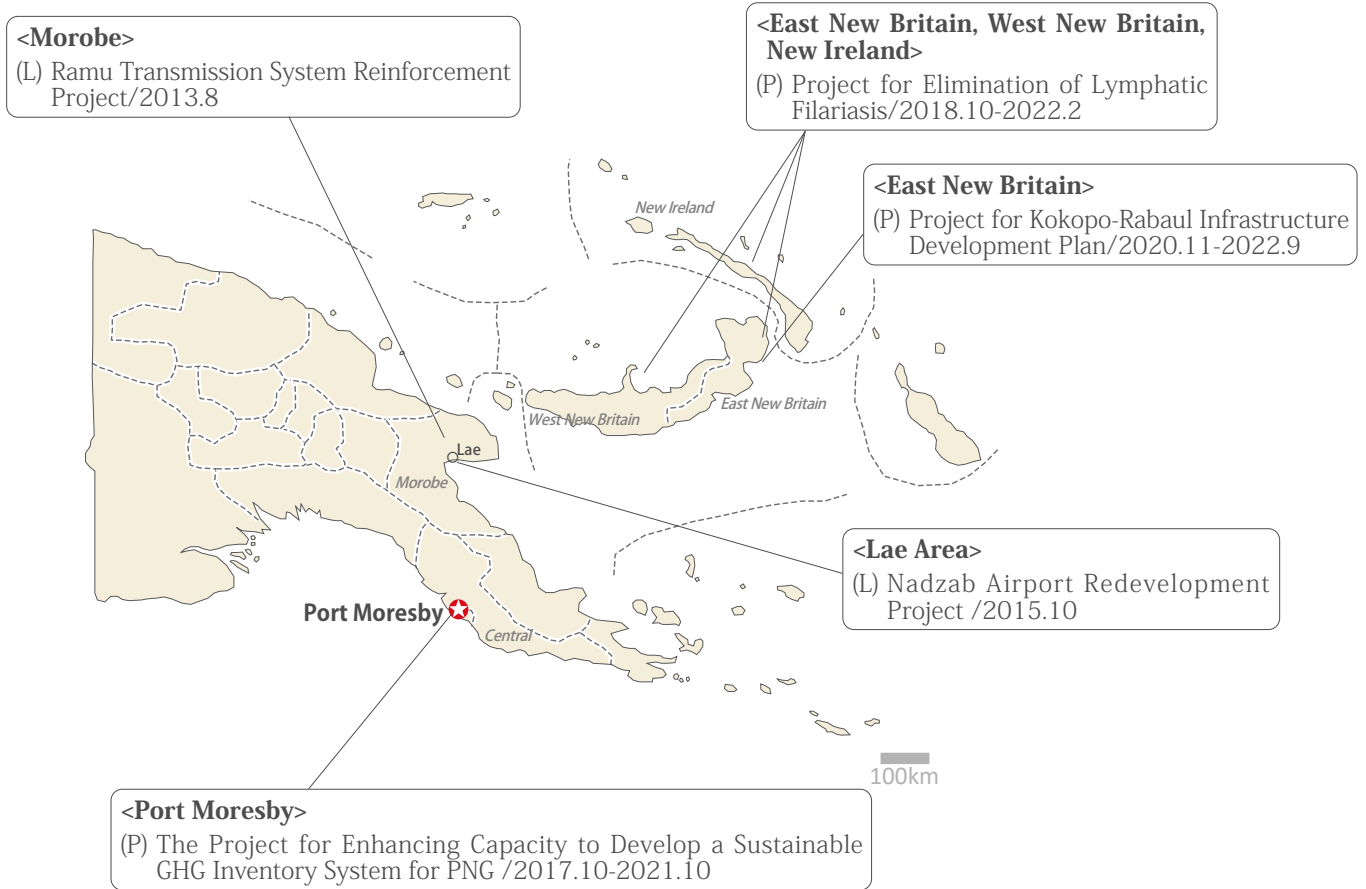 <Morobe>
(L) Ramu Transmission System Reinforcement
Project/2013.8
<East New Britain, West New Britain,
New Ireland>
(P) Project for Elimination of Lymphatic
Filariasis/2018.10-2022.2
<East New Britain>
(P) Project for Kokopo-Rabaul Infrastructure
Development Plan/2020.11-2022.9
New Ireland
West New Britain
East New Britain
Lae
Morobe
<Lae Area>
(L) Nadzab Airport Redevelopment
Project /2015.10
Port Moresby
Central
100km
<Port Moresby>
(P) The Project for Enhancing Capacity to Develop a Sustainable
GHG Inventory System for PNG /2017.10-2021.10